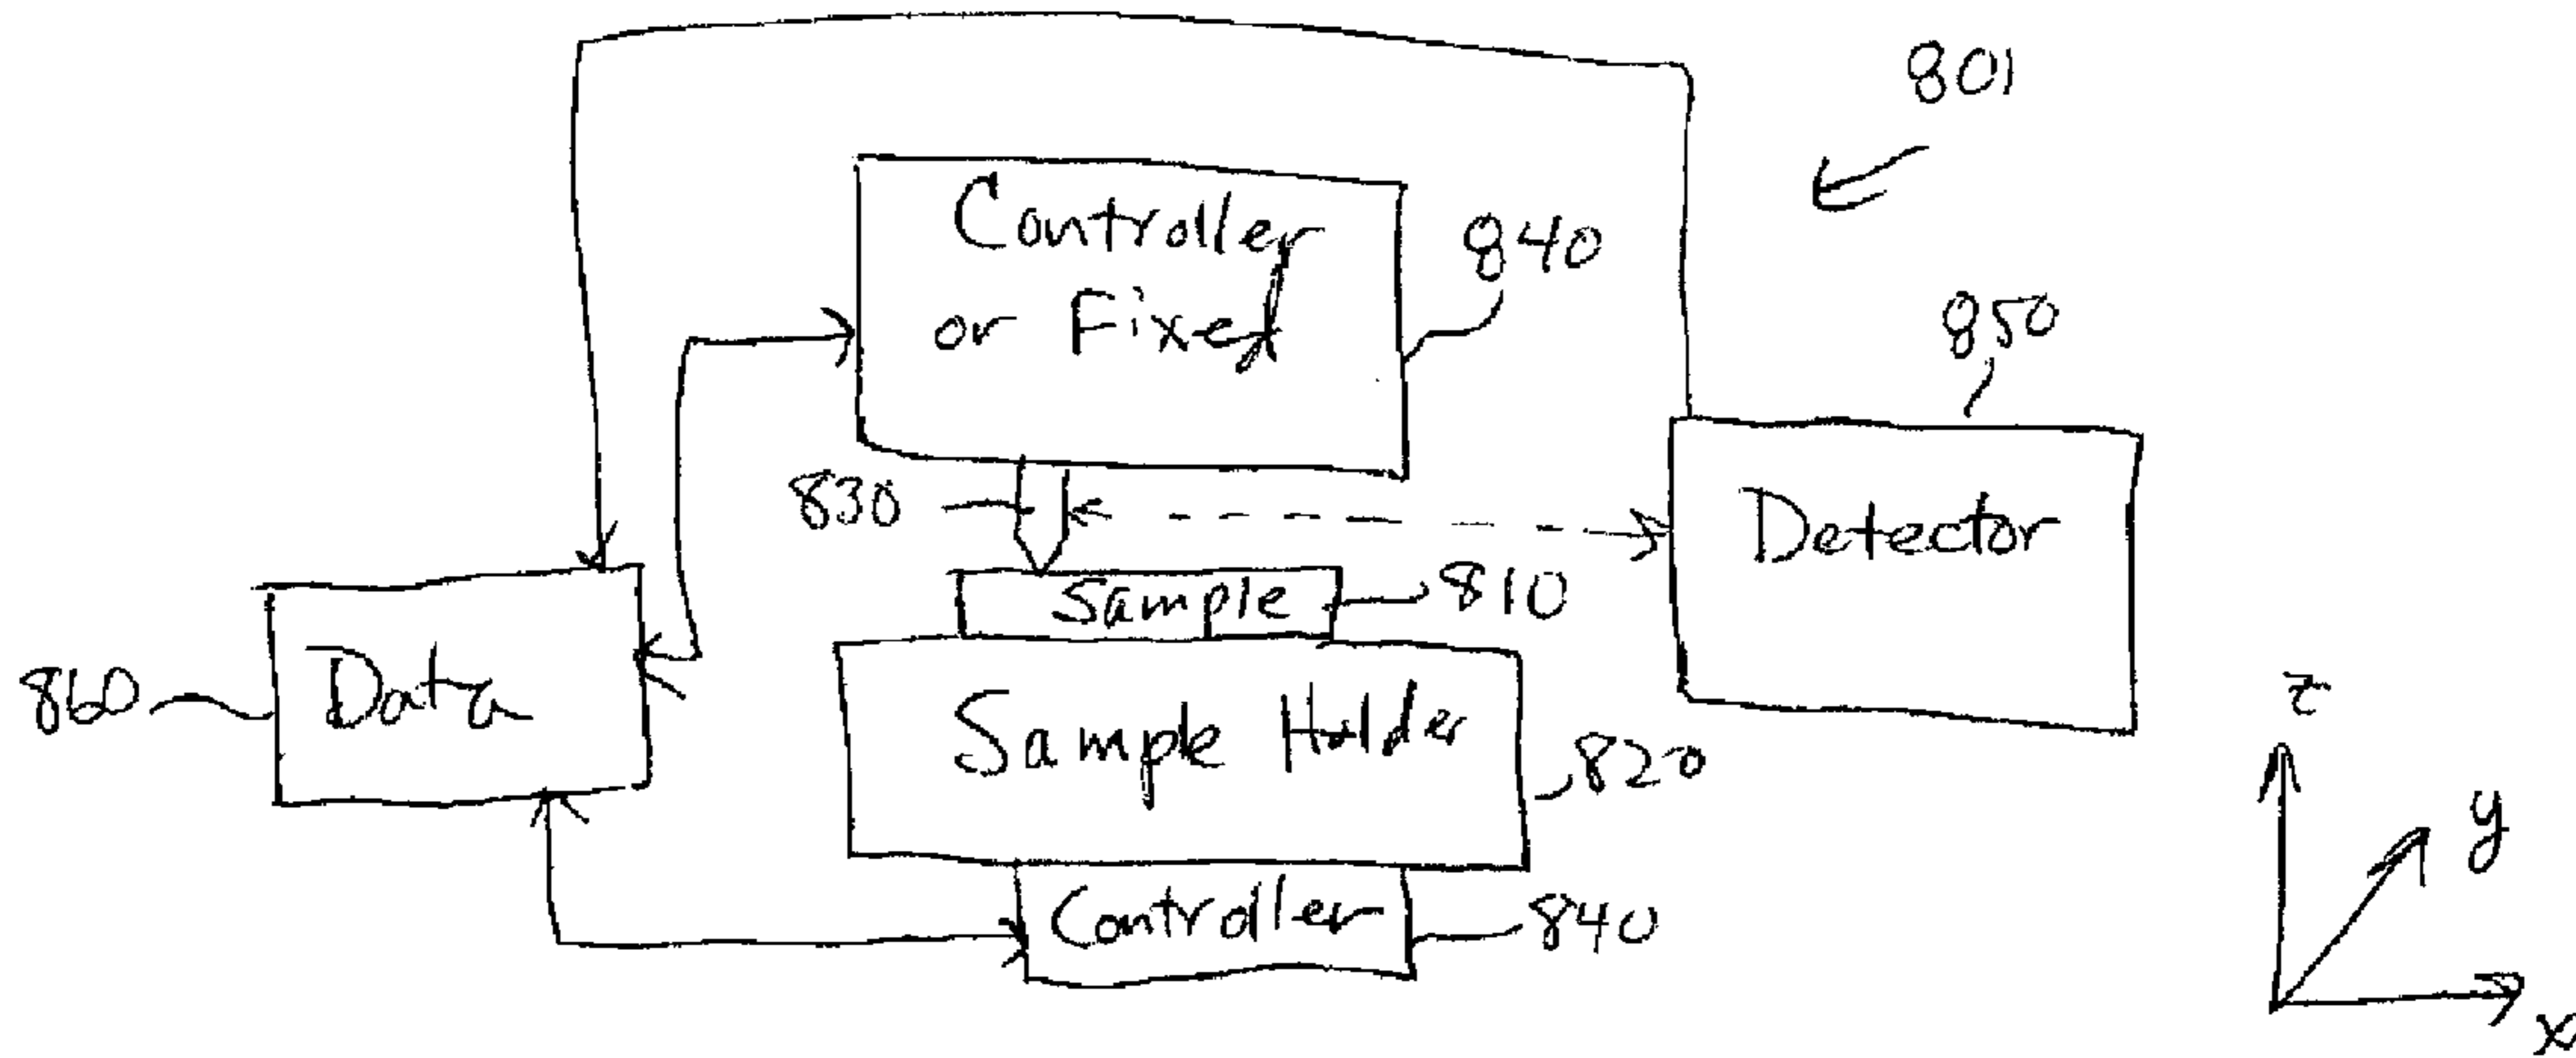 801
Controller
or Fixed
840
850
830
Detector
Sample
810
860
Data
Sample Holder
820
Controller
840
z
y
x